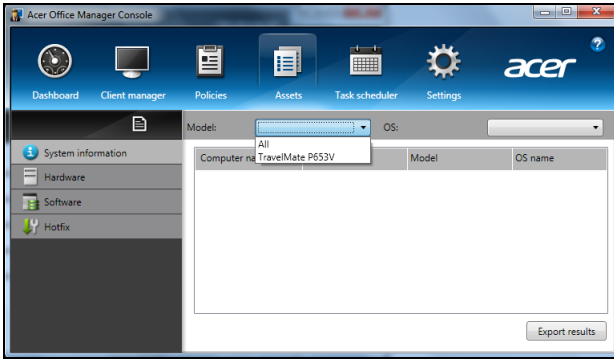 Acer Office Manager Console
?
acer
Dashboard Client manager Policies Assets Task scheduler Settings
Model: OS:
All
TravelMate P653V
System information
Hardware
Software
Hotfix
Computer na Model OS name
Export results